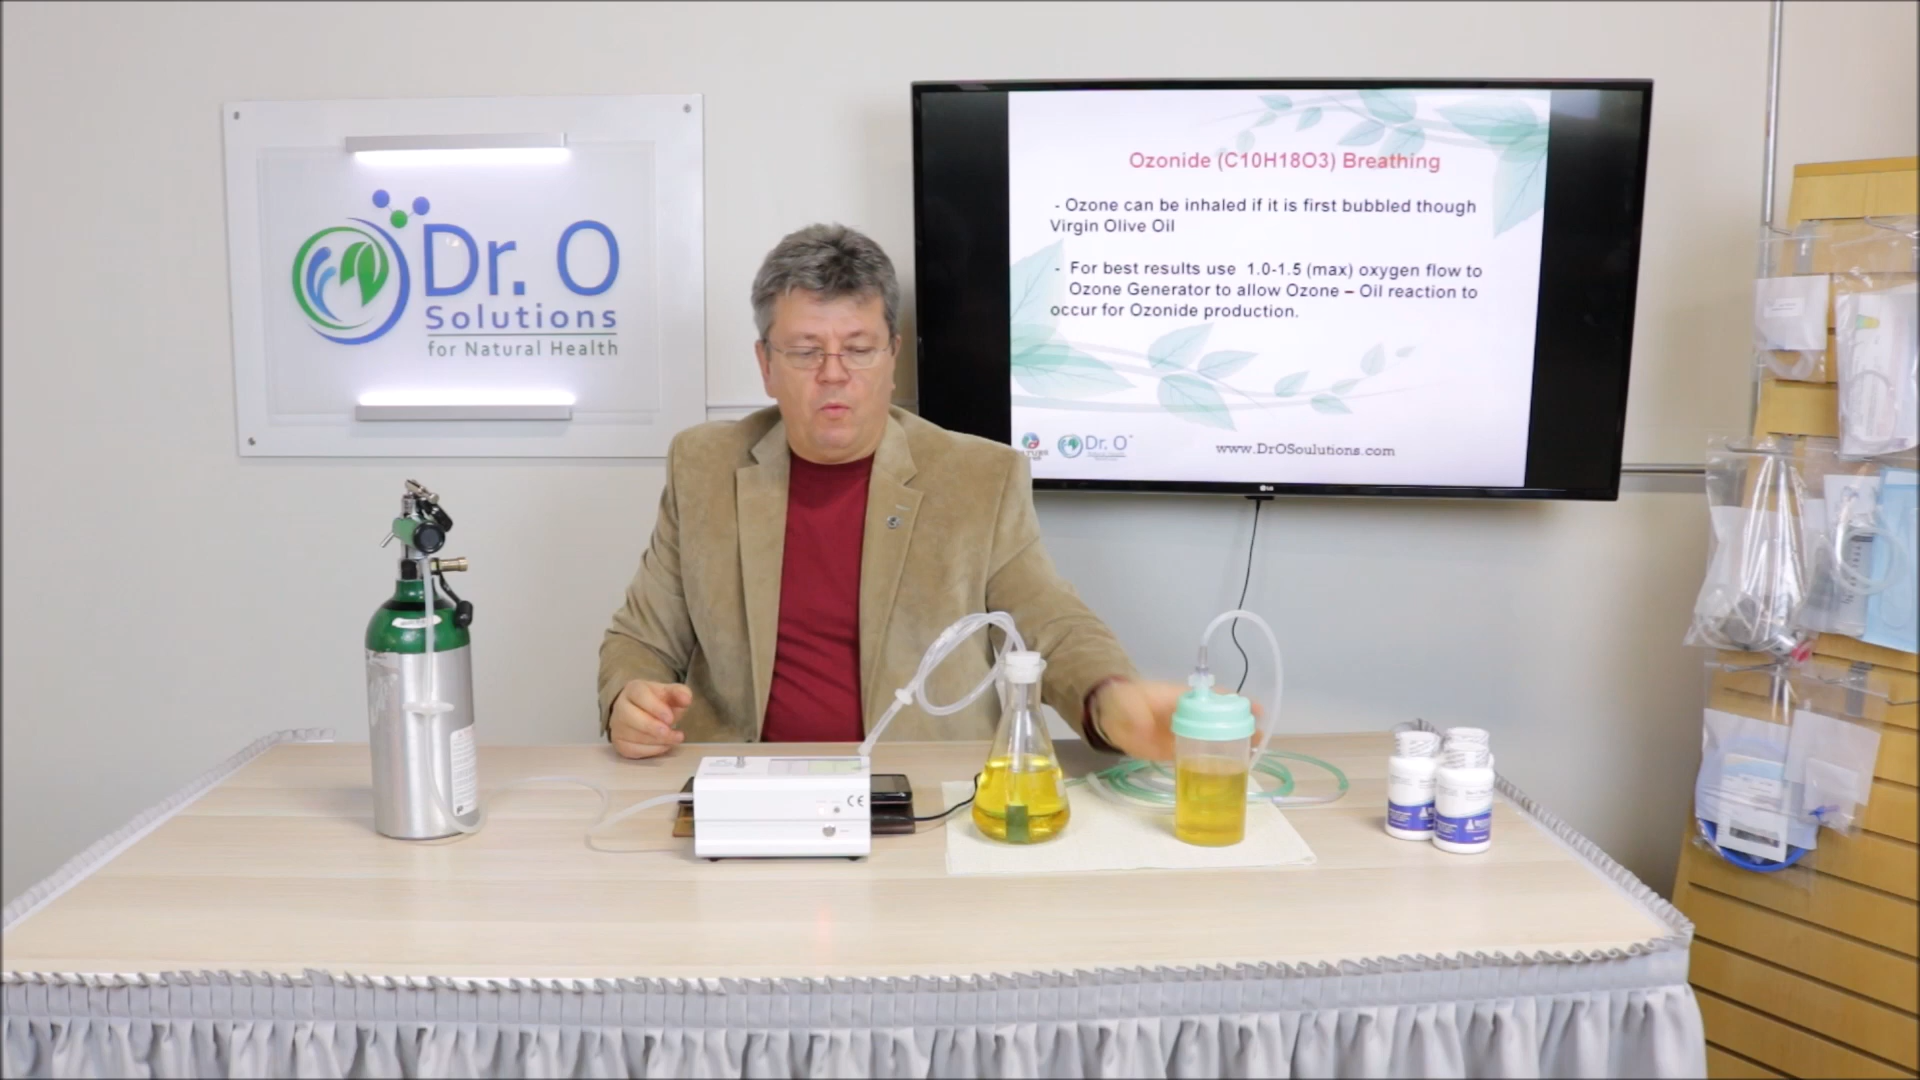 Dr. O
Solutions
for Natural Health
Ozonide (C10H18O3) Breathing
- Ozone can be inhaled if it is first bubbled though
Virgin Olive Oil
- For best results use 1.0-1.5 (max) oxygen flow to
Ozone Generator to allow Ozone – Oil reaction to
occur for Ozonide production.
Dr. O
www.DrOSoulutions.com
LG
CE